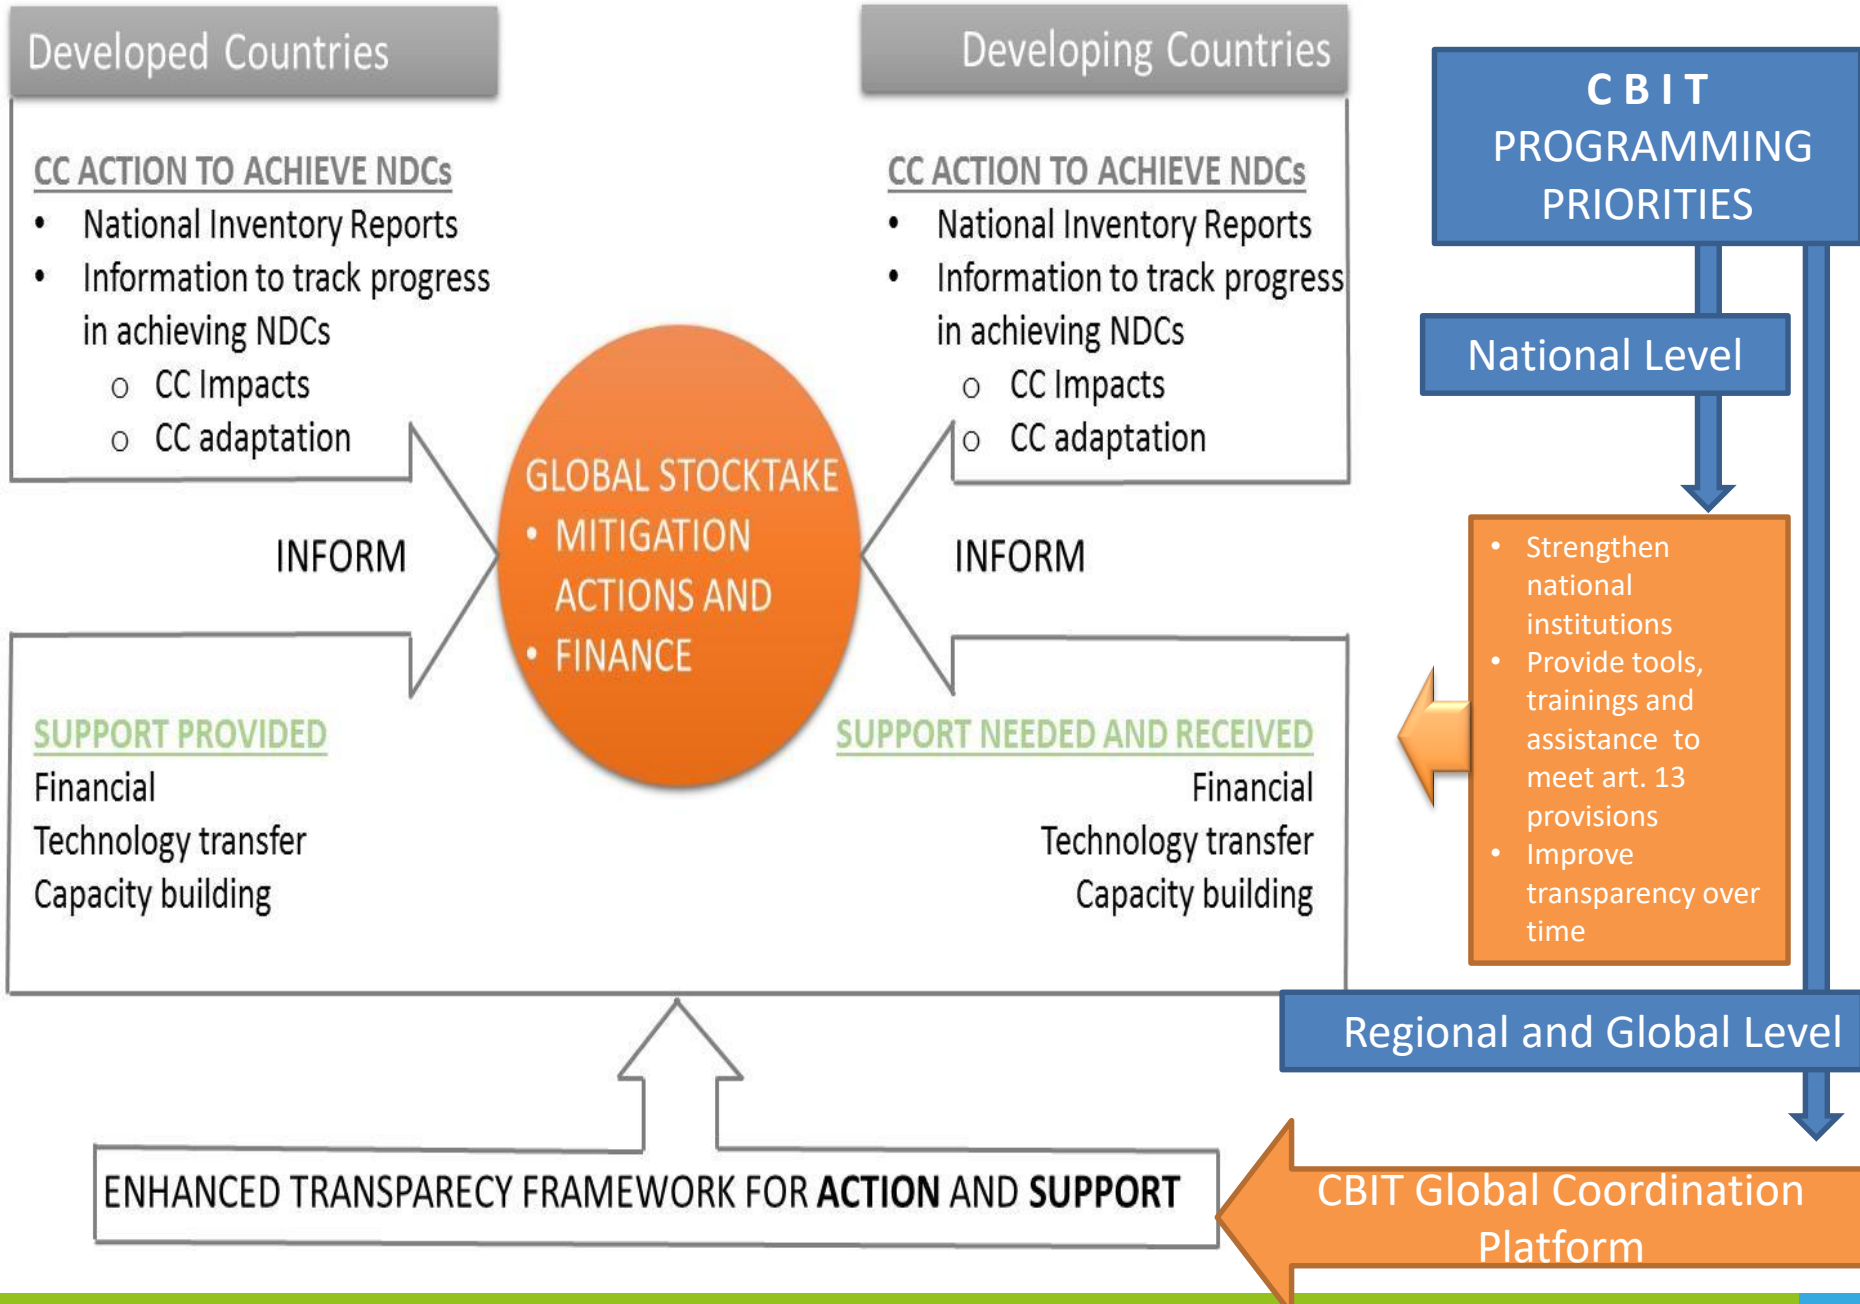 Developed Countries
CC ACTION TO ACHIEVE NDCs
• National Inventory Reports
• Information to track progress
in achieving NDCs
o CC Impacts
o CC adaptation
INFORM
SUPPORT PROVIDED
Financial
Technology transfer
Capacity building
GLOBAL STOCKTAKE
• MITIGATION
ACTIONS AND
• FINANCE
Developing Countries
CC ACTION TO ACHIEVE NDCs
• National Inventory Reports
• Information to track progress
in achieving NDCs
o CC Impacts
o CC adaptation
INFORM
SUPPORT NEEDED AND RECEIVED
Financial
Technology transfer
Capacity building
ENHANCED TRANSPARECY FRAMEWORK FOR ACTION AND SUPPORT
C B I T
PROGRAMMING
PRIORITIES
National Level
• Strengthen
national
institutions
• Provide tools,
trainings and
assistance to
meet art. 13
provisions
• Improve
transparency over
time
Regional and Global Level
CBIT Global Coordination
Platform